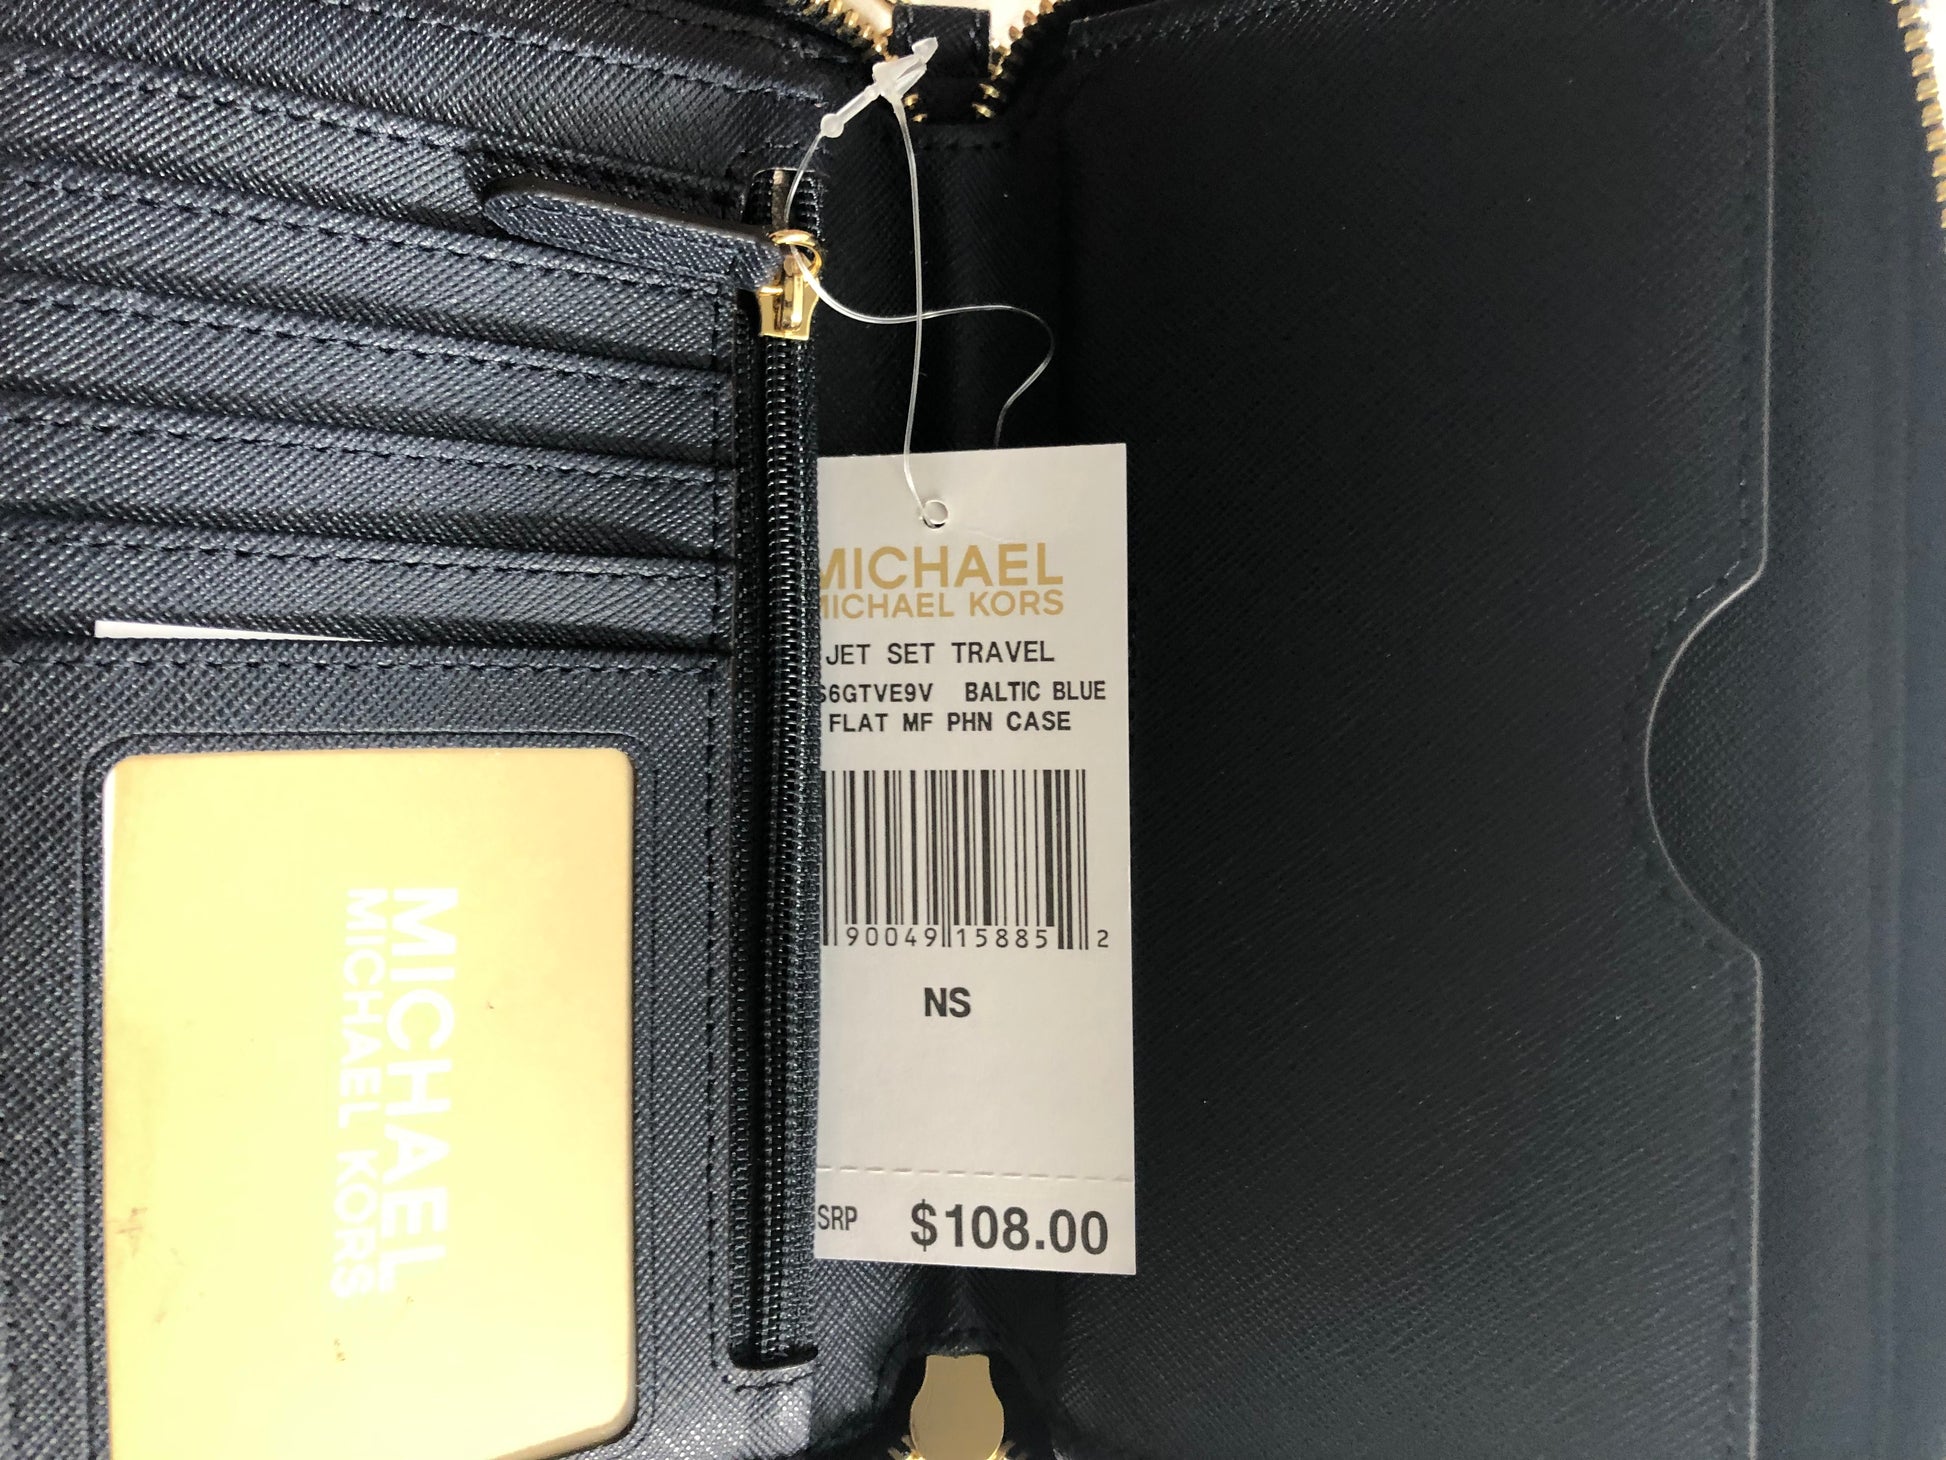 MICHAEL
MICHAEL KORS
JET SET TRAVEL
S6GTVE9V BALTIC BLUE
FLAT MF PHN CASE
90049 15885 2
NS
SRP $108.00
MICHAEL
MICHAEL KORS